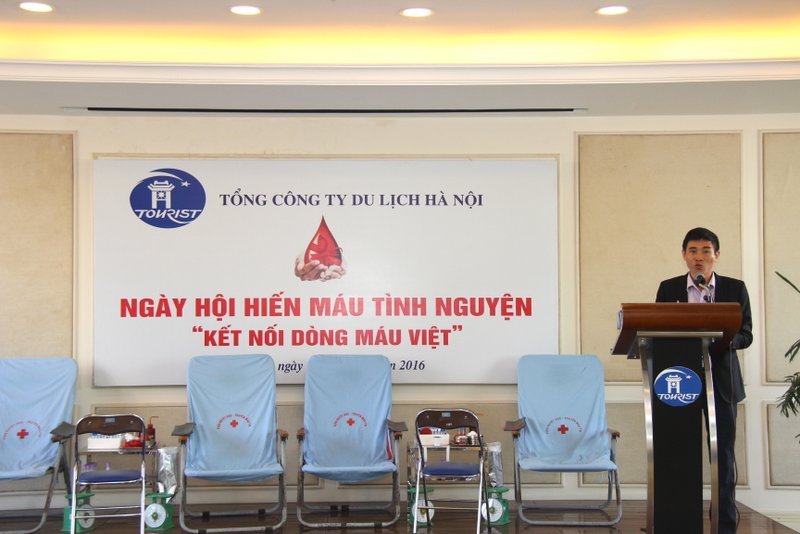 TOURIST
TỔNG CÔNG TY DU LỊCH HÀ NỘI
NGÀY HỘI HIẾN MÁU TÌNH NGUYỆN
“KẾT NỐI DÒNG MÁU VIỆT”
ngày
năm 2016
TOURIST